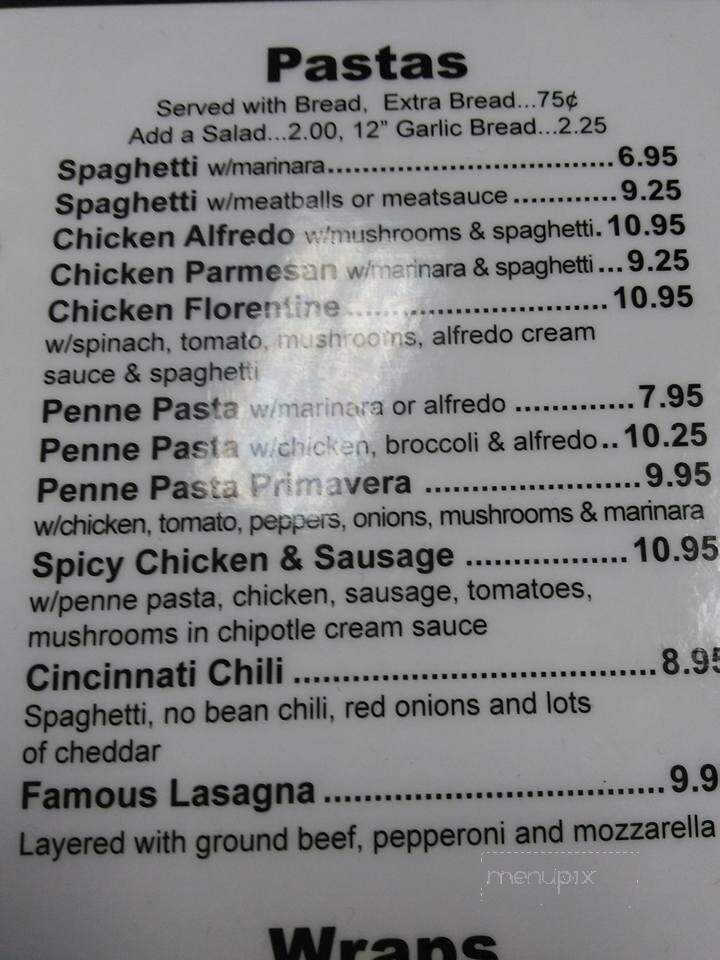 Pastas
Served with Bread, Extra Bread...75¢
Add a Salad...2.00, 12" Garlic Bread...2.25
Spaghetti w/marinara..................................6.95
Spaghetti w/meatballs or meatsauce............9.25
Chicken Alfredo w/mushrooms & spaghetti. 10.95
Chicken Parmesan w/marinara & spaghetti...9.25
Chicken Florentine.................................10.95
w/spinach, tomato, mushrooms, alfredo cream
sauce & spaghetti
Penne Pasta w/marinara or alfredo .............7.95
Penne Pasta w/chicken, broccoli & alfredo..10.25
Penne Pasta Primavera ......................9.95
w/chicken, tomato, peppers, onions, mushrooms & marinara
Spicy Chicken & Sausage .................10.95
w/penne pasta, chicken, sausage, tomatoes,
mushrooms in chipotle cream sauce
Cincinnati Chili .....................................8.95
Spaghetti, no bean chili, red onions and lots
of cheddar
Famous Lasagna ...................................9.9
Layered with ground beef, pepperoni and mozzarella
menupix
Wraps